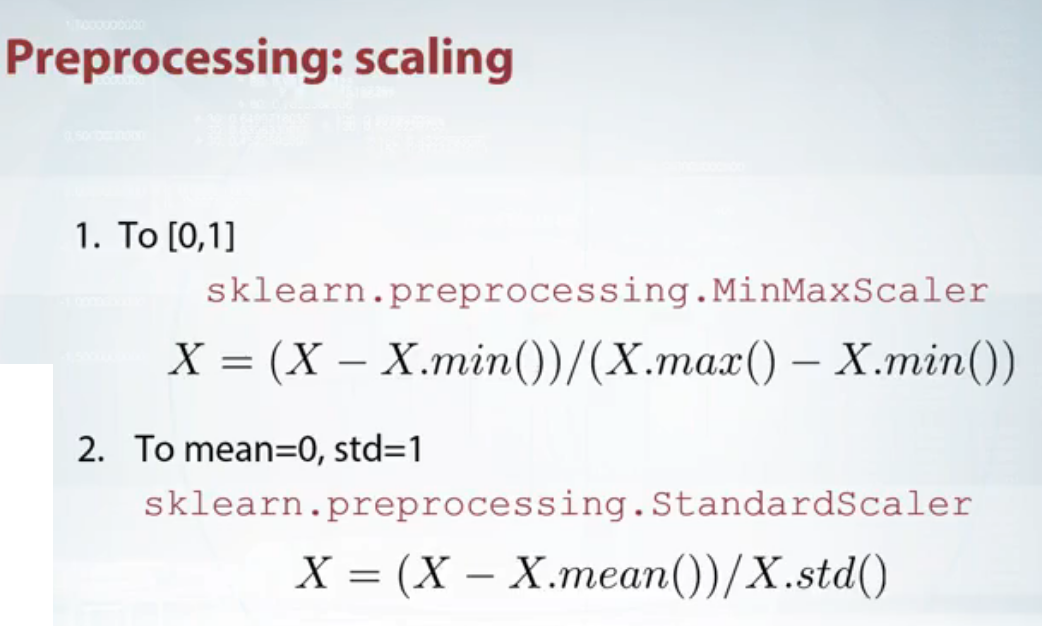 Preprocessing: scaling
1. To [0,1]
sklearn.preprocessing.MinMaxScaler
X = (X − X.min())/(X.max() − X.min())
2. To mean=0, std=1
sklearn.preprocessing.StandardScaler
X = (X − X.mean())/X.std()